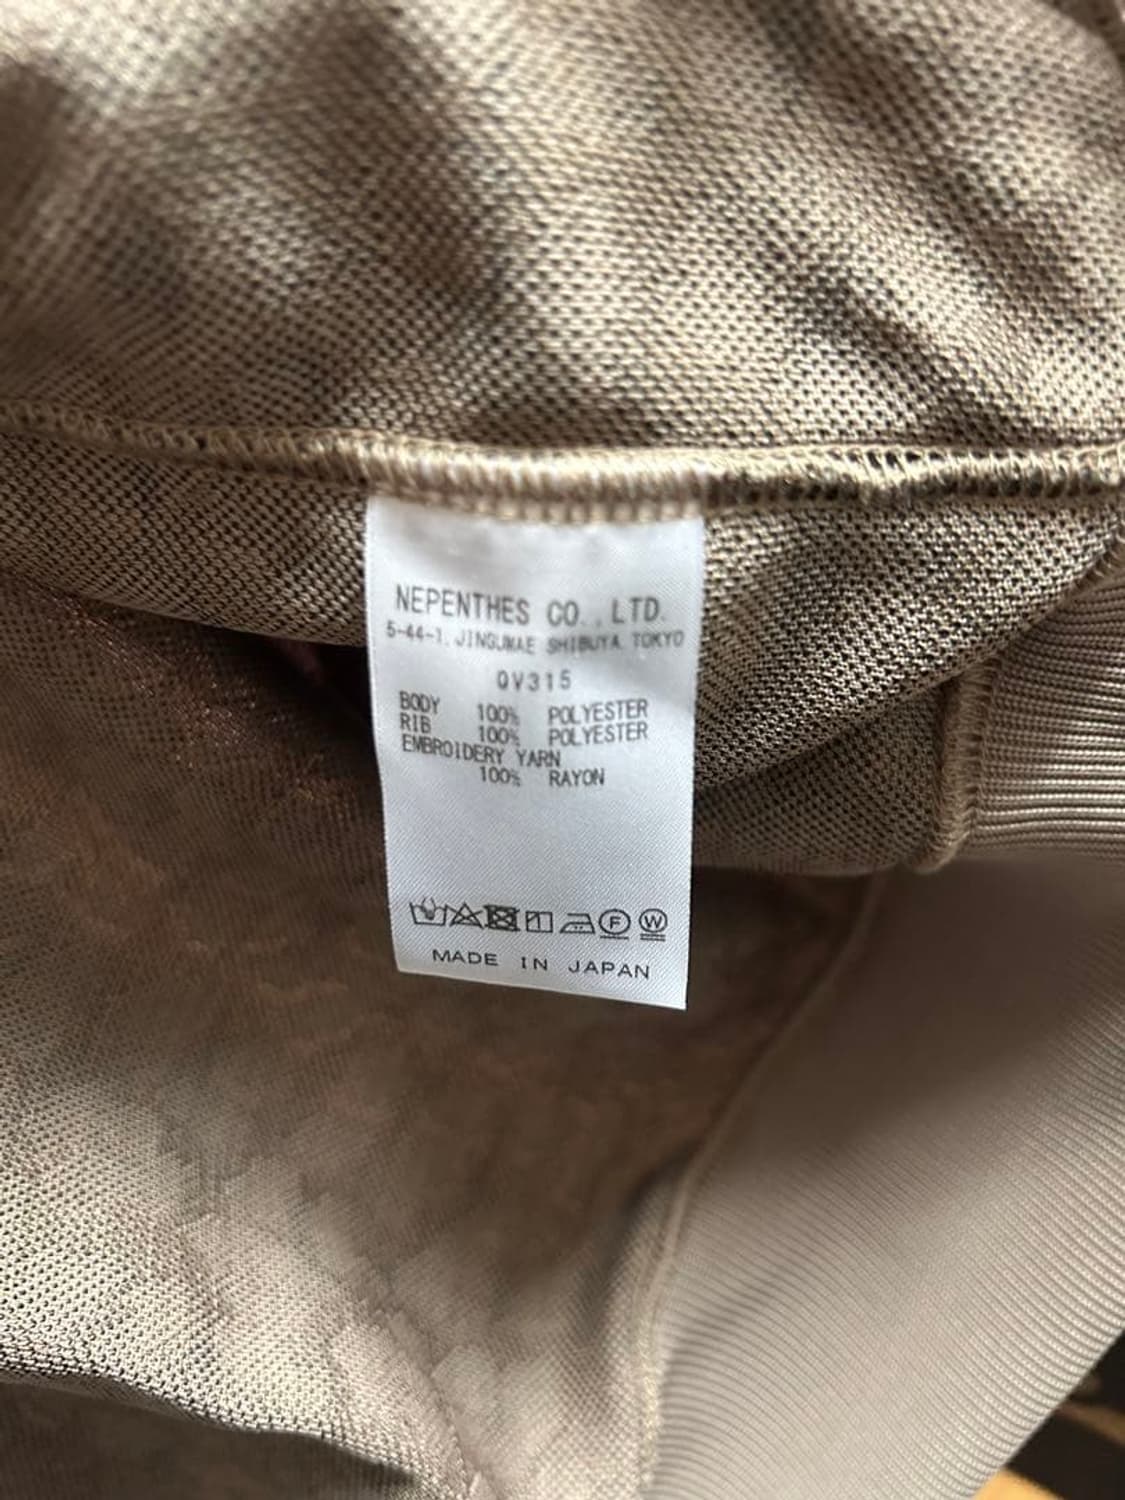 NEPENTHES CO., LTD.
5-44-1, JINGUMAE SHIBUYA TOKYO
QV315
BODY 100% POLYESTER
RIB 100% POLYESTER
EMBROIDERY YARN
100% RAYON
F W
MADE IN JAPAN